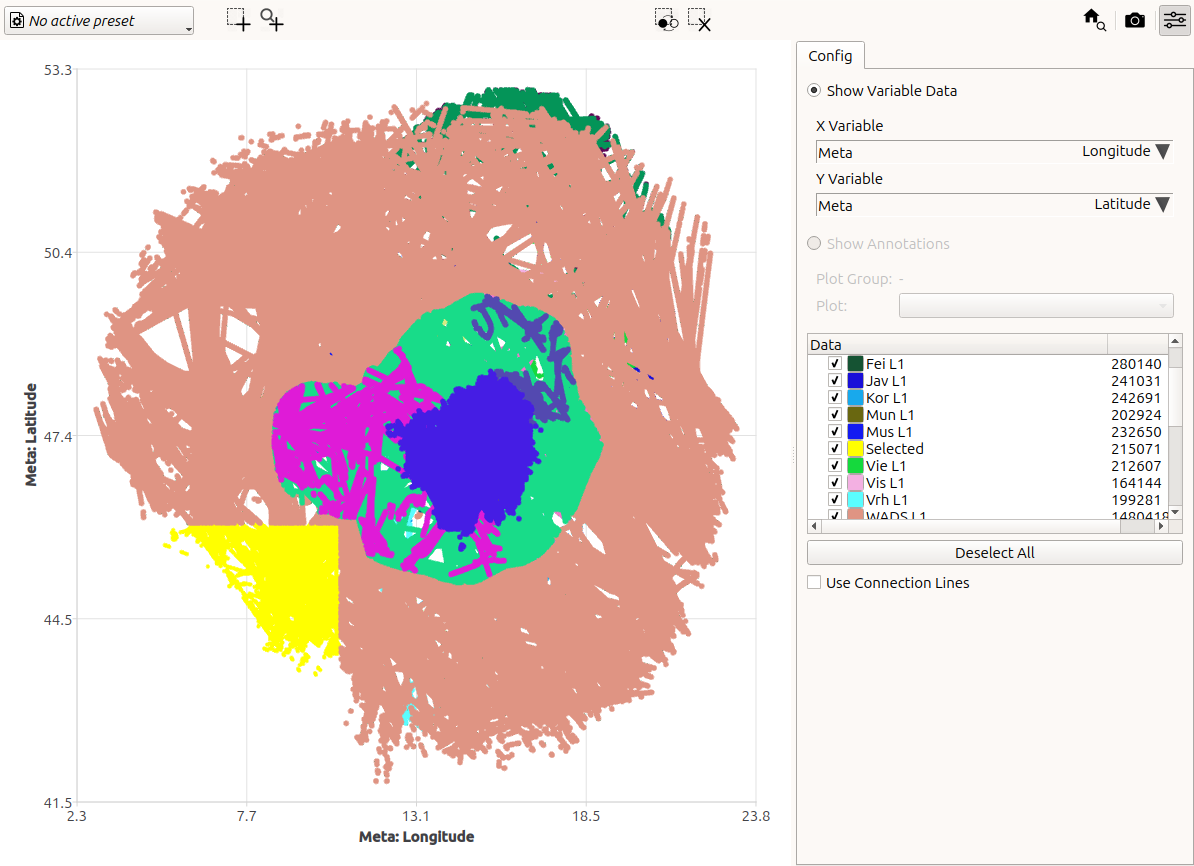 No active preset
53.3
50.4
47.4
44.5
41.5
2.3 7.7 13.1 18.5 23.8
Meta: Longitude
Meta: Latitude
Config
Show Variable Data
X Variable
Meta Longitude
Y Variable
Meta Latitude
Show Annotations
Plot Group: -
Plot:
Data
Fei L1 280140
Jav L1 241031
Kor L1 242691
Mun L1 202924
Mus L1 232650
Selected 215071
Vie L1 212607
Vis L1 164144
Vrh L1 199281
WADS L1 1480418
Deselect All
Use Connection Lines